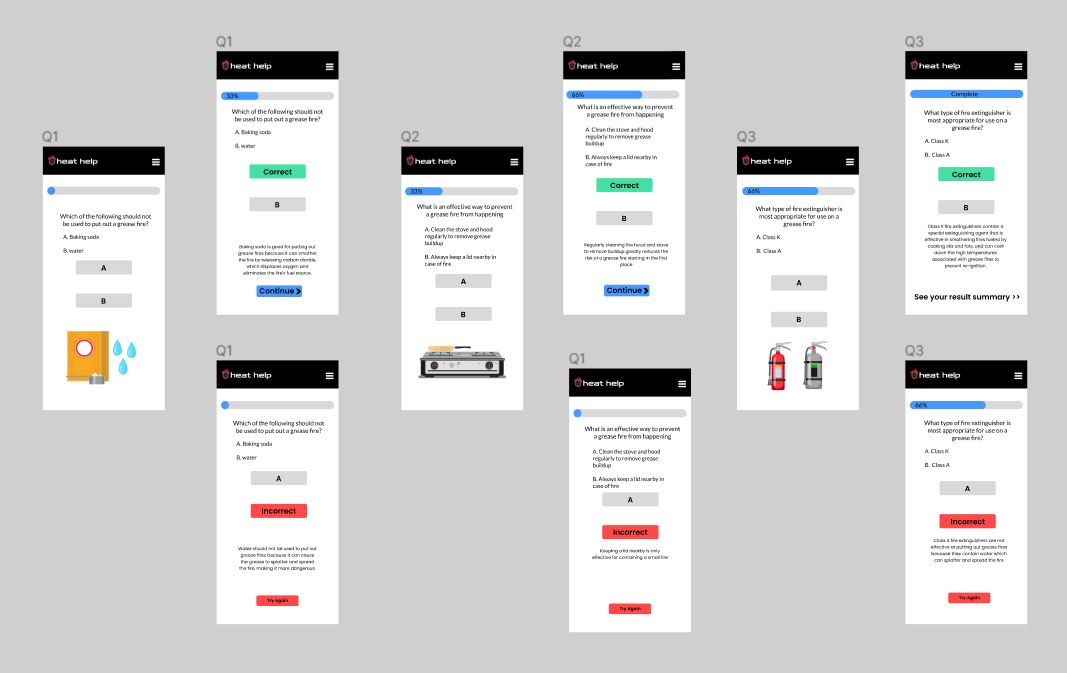 Q1
heat help
Which of the following should not
be used to put out a grease fire?
A. Baking soda
B. water
A
B
Q1
heat help
33%
Which of the following should not
be used to put out a grease fire?
A. Baking soda
B. water
Correct
B
Baking soda is good for putting out
grease fires because it can smother
the fire by releasing carbon dioxide,
which displaces oxygen and
eliminates the fire's fuel source.
Continue
Q1
heat help
Which of the following should not
be used to put out a grease fire?
A. Baking soda
B. water
A
Incorrect
Water should not be used to put out
grease fires because it can cause
the grease to splatter and spread
the fire, making it more dangerous
Try Again
Q2
heat help
33%
What is an effective way to prevent
a grease fire from happening
A. Clean the stove and hood
regularly to remove grease
buildup
B. Always keep a lid nearby in
case of fire
A
B
Q2
heat help
66%
What is an effective way to prevent
a grease fire from happening
A. Clean the stove and hood
regularly to remove grease
buildup
B. Always keep a lid nearby in
case of fire
Correct
B
Regularly cleaning the hood and stove
to remove buildup greatly reduces the
risk of a grease fire starting in the first
place
Continue
Q1
heat help
What is an effective way to prevent
a grease fire from happening
A. Clean the stove and hood
regularly to remove grease
buildup
B. Always keep a lid nearby in
case of fire
A
Incorrect
Keeping a lid nearby is only
effective for containing a small fire
Try Again
Q3
heat help
66%
What type of fire extinguisher is
most appropriate for use on a
grease fire?
A. Class K
B. Class A
A
B
Q3
heat help
Complete
What type of fire extinguisher is
most appropriate for use on a
grease fire?
A. Class K
B. Class A
Correct
B
Class K fire extinguishers contain a
special extinguishing agent that is
effective in smothering fires fueled by
cooking oils and fats, and can cool
down the high temperatures
associated with grease fires to
prevent re-ignition.
See your result summary >>
Q3
heat help
66%
What type of fire extinguisher is
most appropriate for use on a
grease fire?
A. Class K
B. Class A
A
Incorrect
Class A fire extinguishers are not
effective at putting out grease fires
because they contain water which
can splatter and spread the fire
Try Again